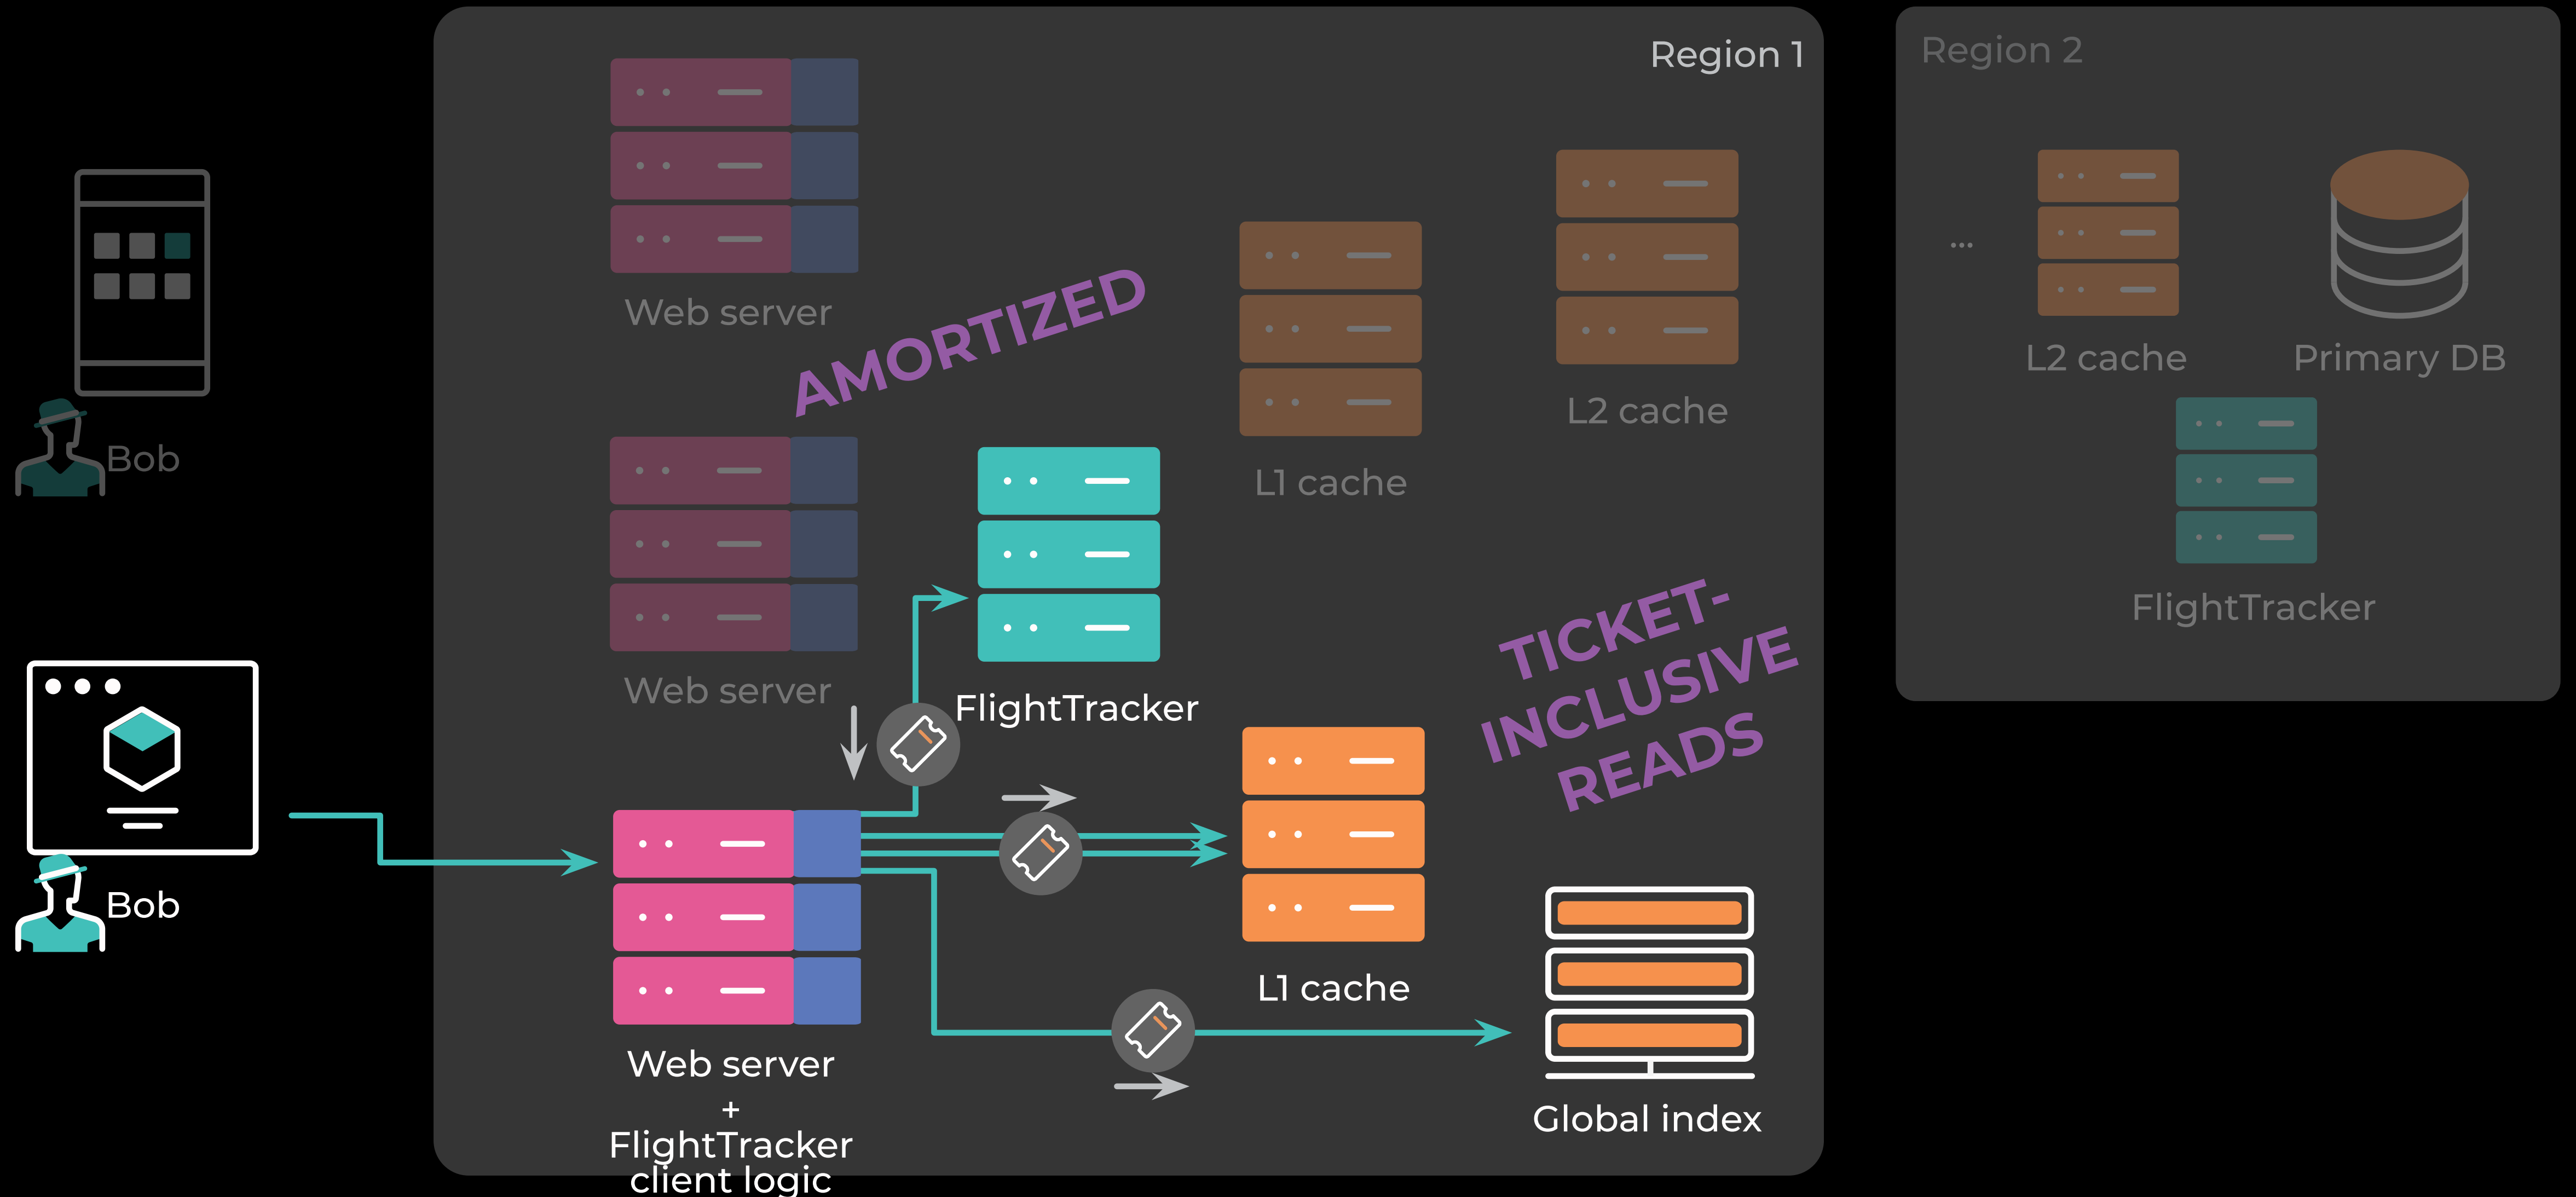 Region 1
Region 2
Web server
AMORTIZED
L2 cache
L1 cache
Bob
Web server
FlightTracker
...
L2 cache
Primary DB
FlightTracker
TICKET-
INCLUSIVE
READS
Bob
L1 cache
Web server
+
FlightTracker
client logic
Global index